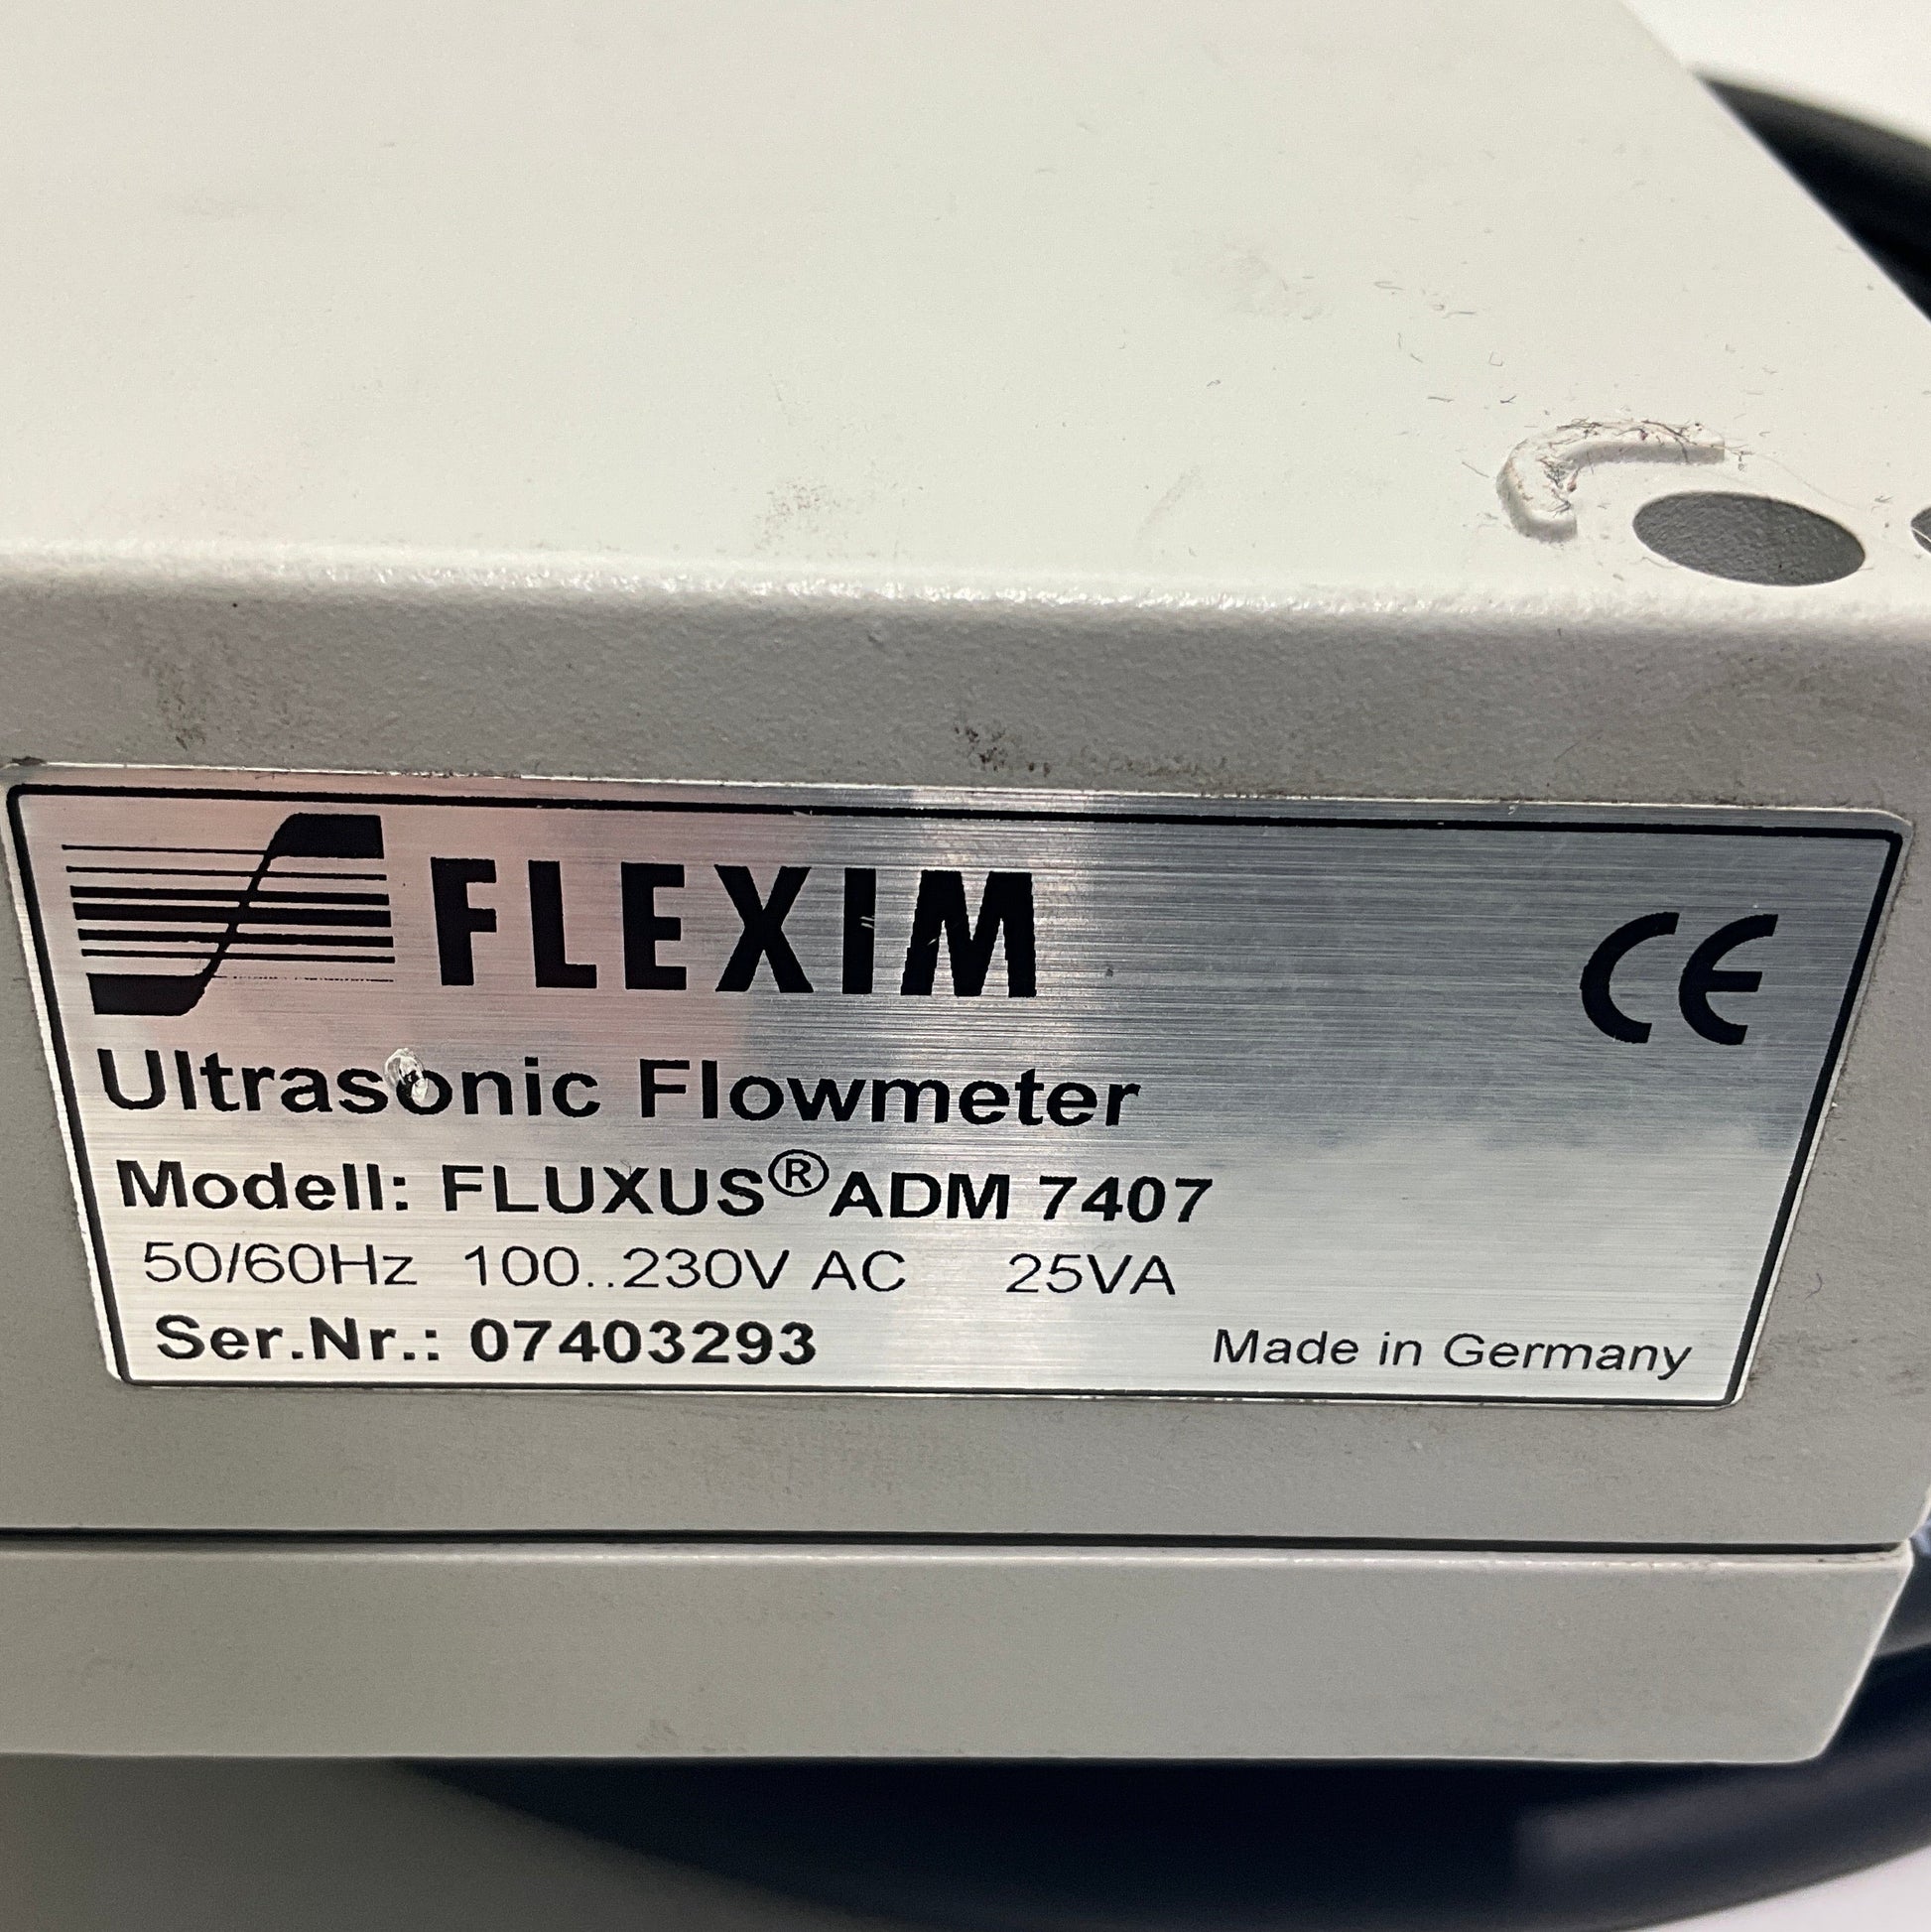 FLEXIM
CE
Ultrasonic Flowmeter
Modell: FLUXUS®ADM 7407
50/60Hz 100..230V AC 25VA
Ser.Nr.: 07403293
Made in Germany